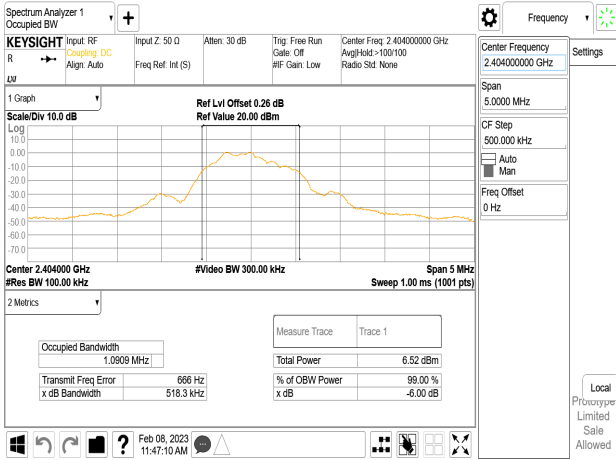 Spectrum Analyzer 1
Occupied BW
Frequency
KEYSIGHT
R
LXI
Input: RF
Coupling: DC
Align: Auto
Input Z: 50 Ω
Freq Ref: Int (S)
Atten: 30 dB
Trig: Free Run
Gate: Off
#IF Gain: Low
Center Freq: 2.404000000 GHz
Avg|Hold:>100/100
Radio Std: None
Center Frequency
2.404000000 GHz
Settings
Span
5.0000 MHz
CF Step
500.000 kHz
Auto
Man
Freq Offset
0 Hz
1 Graph
Scale/Div 10.0 dB
Ref Lvl Offset 0.26 dB
Ref Value 20.00 dBm
Log
10.0
0.00
-10.0
-20.0
-30.0
-40.0
-50.0
-60.0
-70.0
Center 2.404000 GHz
#Res BW 100.00 kHz
#Video BW 300.00 kHz
Span 5 MHz
Sweep 1.00 ms (1001 pts)
2 Metrics
Measure Trace
Trace 1
Occupied Bandwidth
1.0909 MHz
Total Power
6.52 dBm
Transmit Freq Error
666 Hz
% of OBW Power
99.00 %
x dB Bandwidth
518.3 kHz
x dB
-6.00 dB
Local
Prototype
Limited
Sale
Allowed
Feb 08, 2023
11:47:10 AM